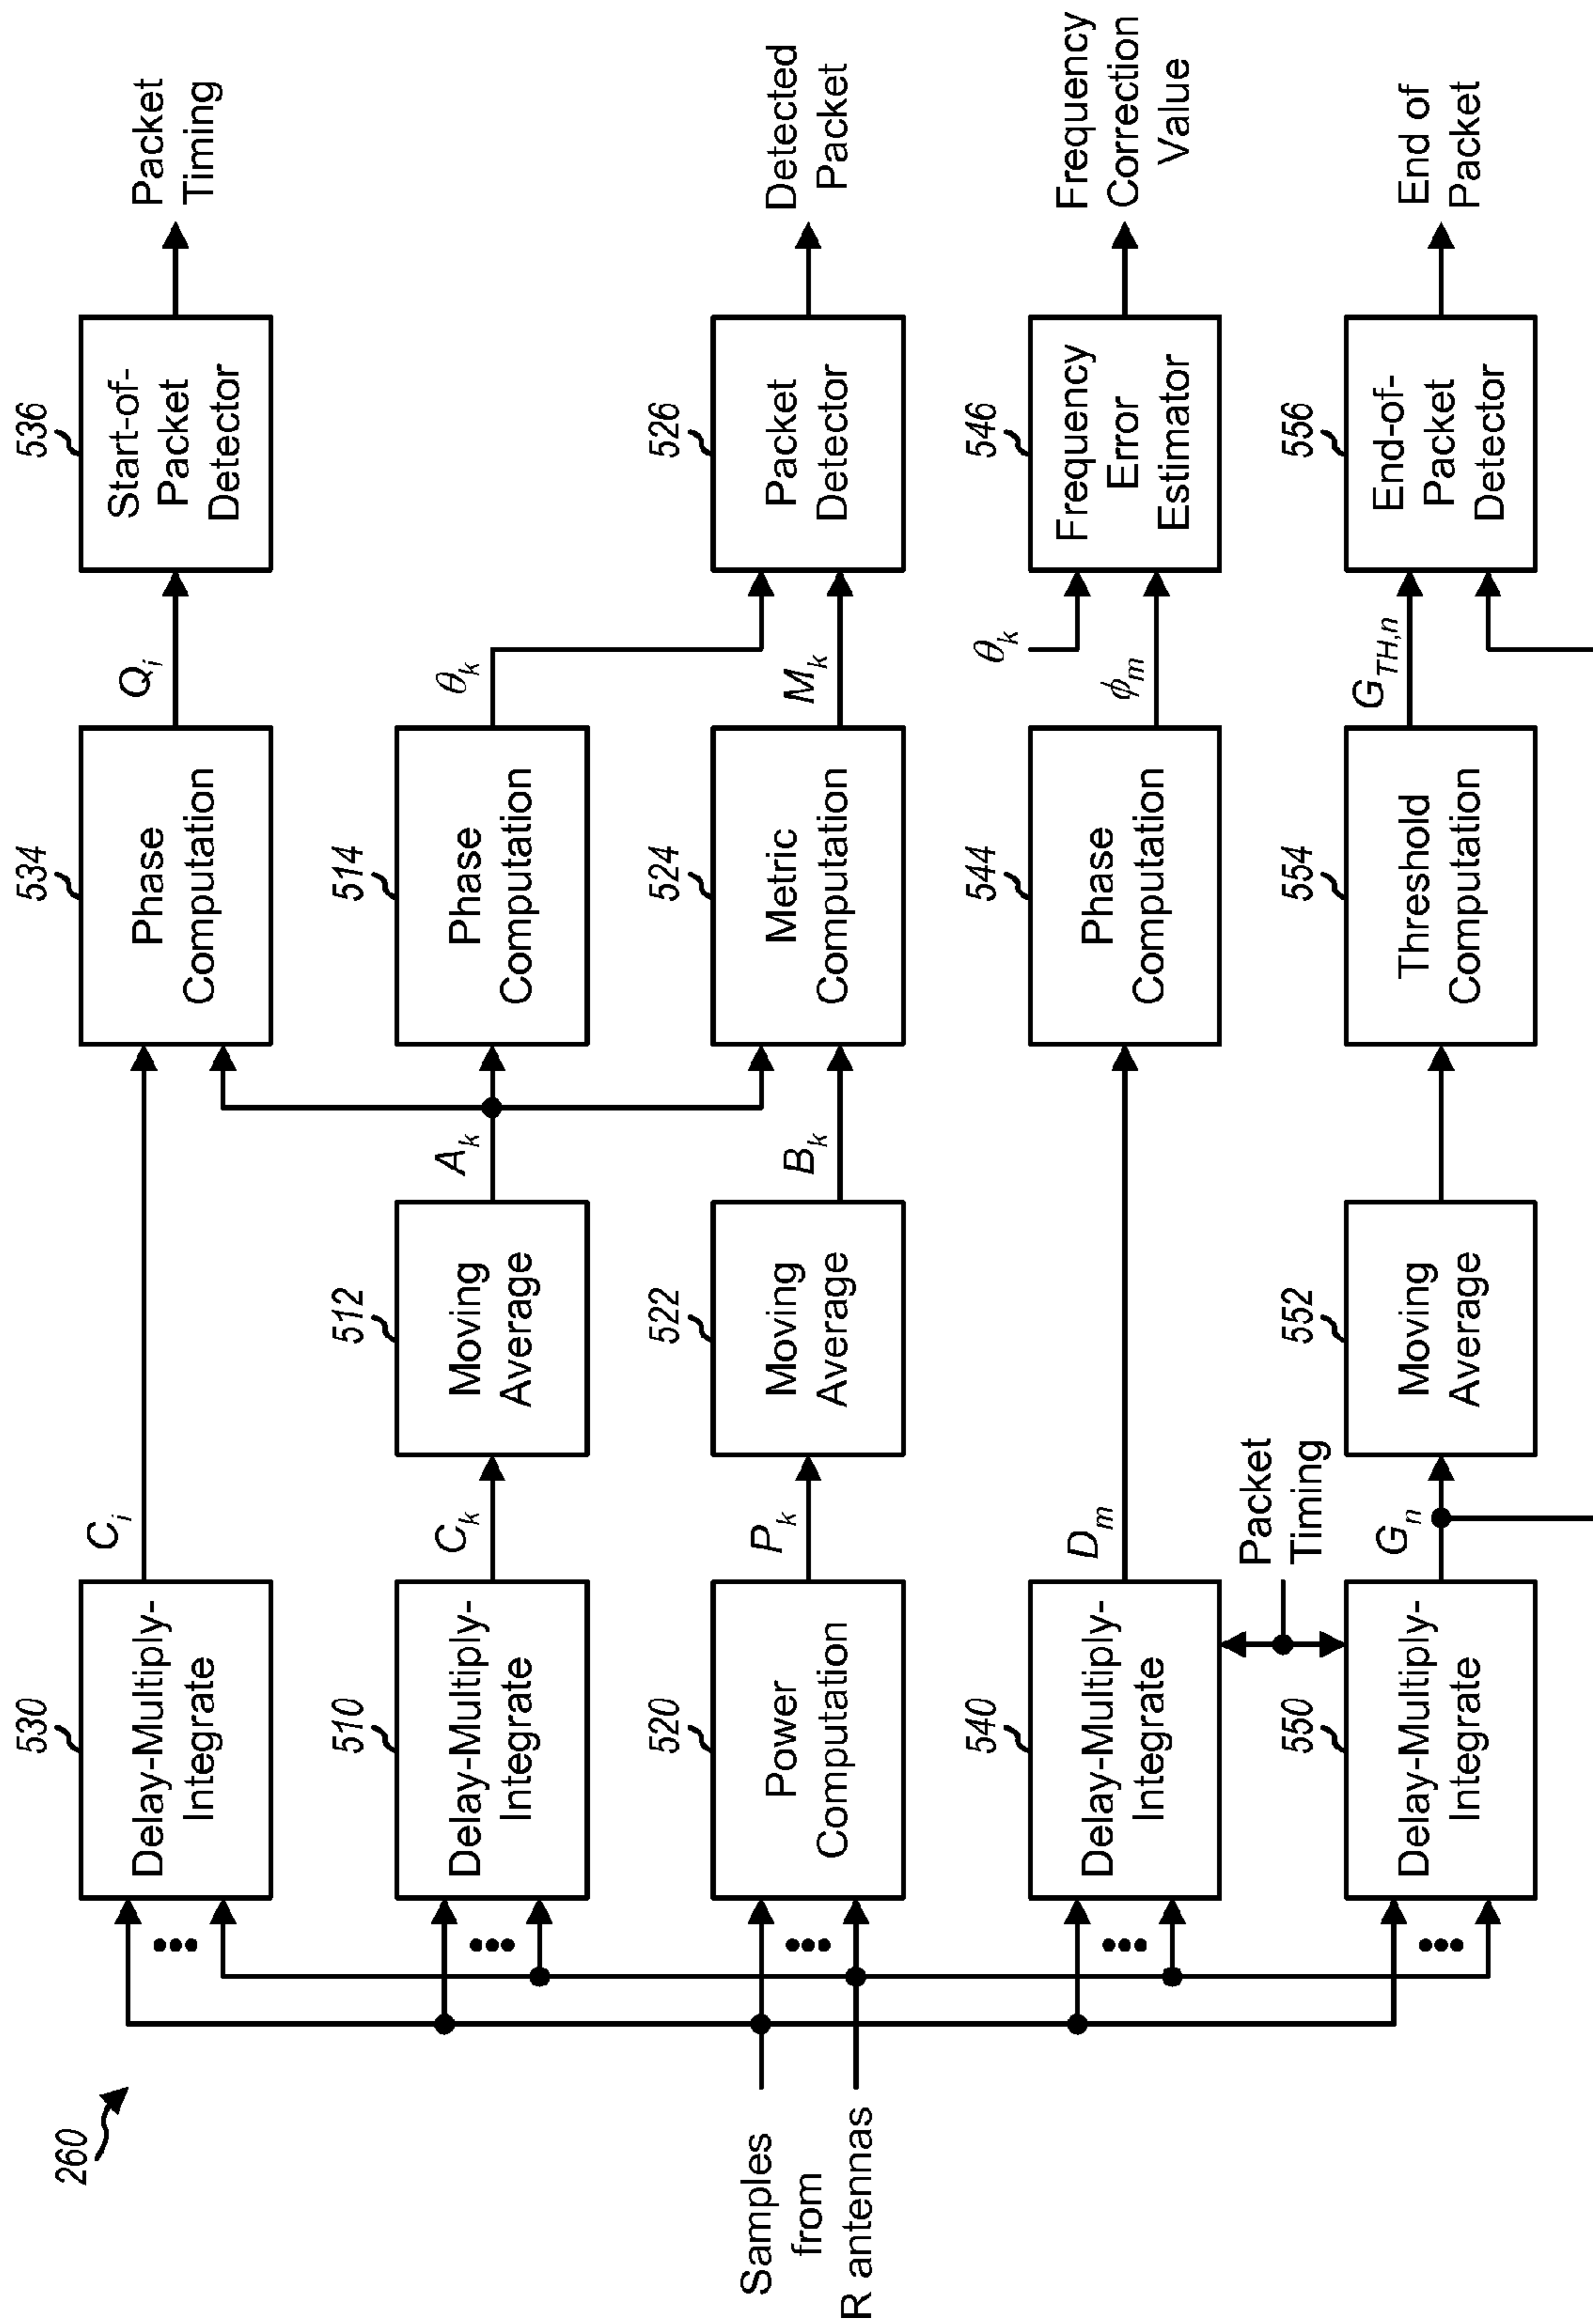 260
Samples
from
R antennas
530
Delay-Multiply-
Integrate
C_i
534
Phase
Computation
Q_i
536
Start-of-
Packet
Detector
Packet
Timing
510
Delay-Multiply-
Integrate
C_k
512
Moving
Average
A_k
514
Phase
Computation
θ_k
520
Power
Computation
P_k
522
Moving
Average
B_k
524
Metric
Computation
M_k
526
Packet
Detector
Detected
Packet
540
Delay-Multiply-
Integrate
D_m
544
Phase
Computation
θ_k
ϕ_m
546
Frequency
Error
Estimator
Frequency
Correction
Value
Packet
Timing
550
Delay-Multiply-
Integrate
G_n
552
Moving
Average
554
Threshold
Computation
G_{TH,n}
556
End-of-
Packet
Detector
End of
Packet